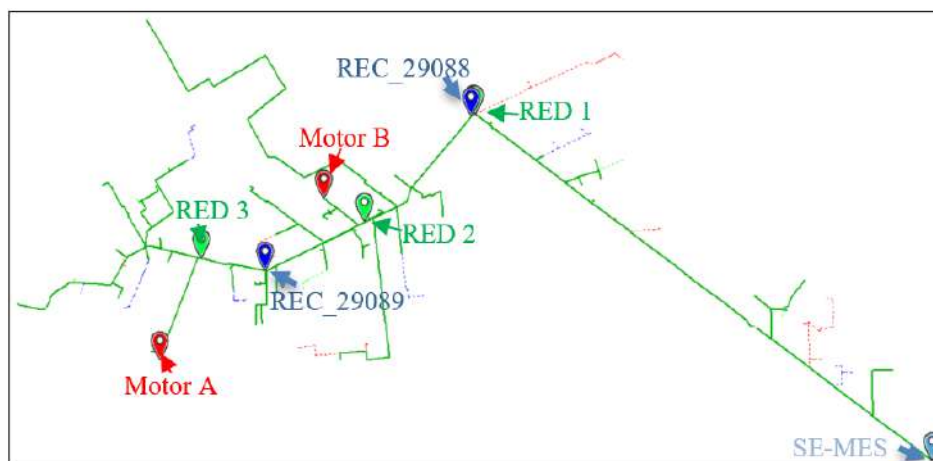 REC_29088
RED 1
Motor B
RED 3
RED 2
REC_29089
Motor A
SE-MES